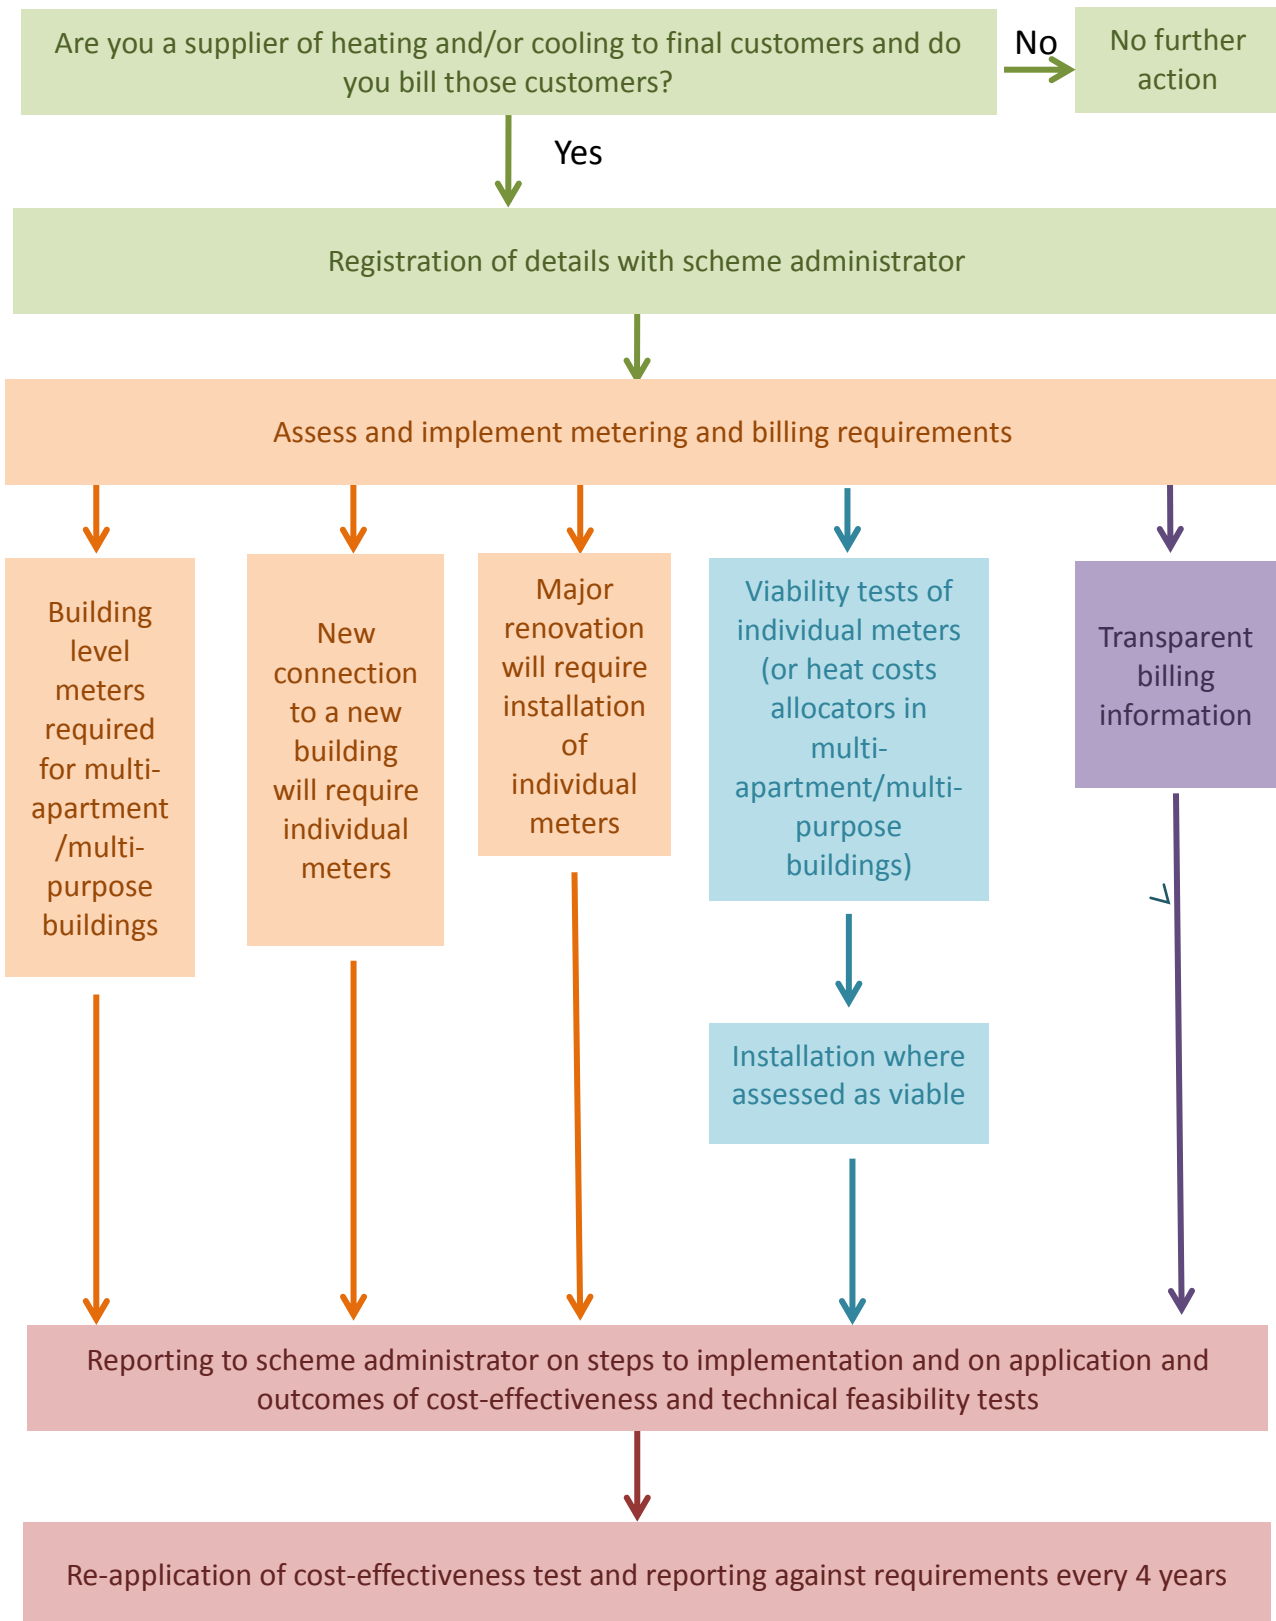 Are you a supplier of heating and/or cooling to final customers and do
you bill those customers?
No
No further
action
Yes
Registration of details with scheme administrator
Assess and implement metering and billing requirements
Building
level
meters
required
for multi-
apartment
/multi-
purpose
buildings
New
connection
to a new
building
will require
individual
meters
Major
renovation
will require
installation
of
individual
meters
Viability tests of
individual meters
(or heat costs
allocators in
multi-
apartment/multi-
purpose
buildings)
Transparent
billing
information
Installation where
assessed as viable
Reporting to scheme administrator on steps to implementation and on application and
outcomes of cost-effectiveness and technical feasibility tests
Re-application of cost-effectiveness test and reporting against requirements every 4 years